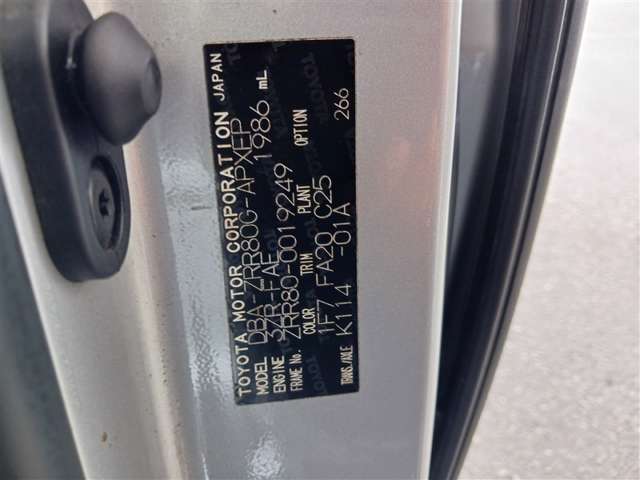 TOYOTA MOTOR CORPORATION JAPAN
MODEL DBA-ZRR80G-APXEP
ENGINE 3ZR-FAE 1986 mL
FRAME No. ZRR80-0019249
COLOR TRIM PLANT OPTION
1F7 FA20 C25 266
TRANS./AXLE K114 -01A